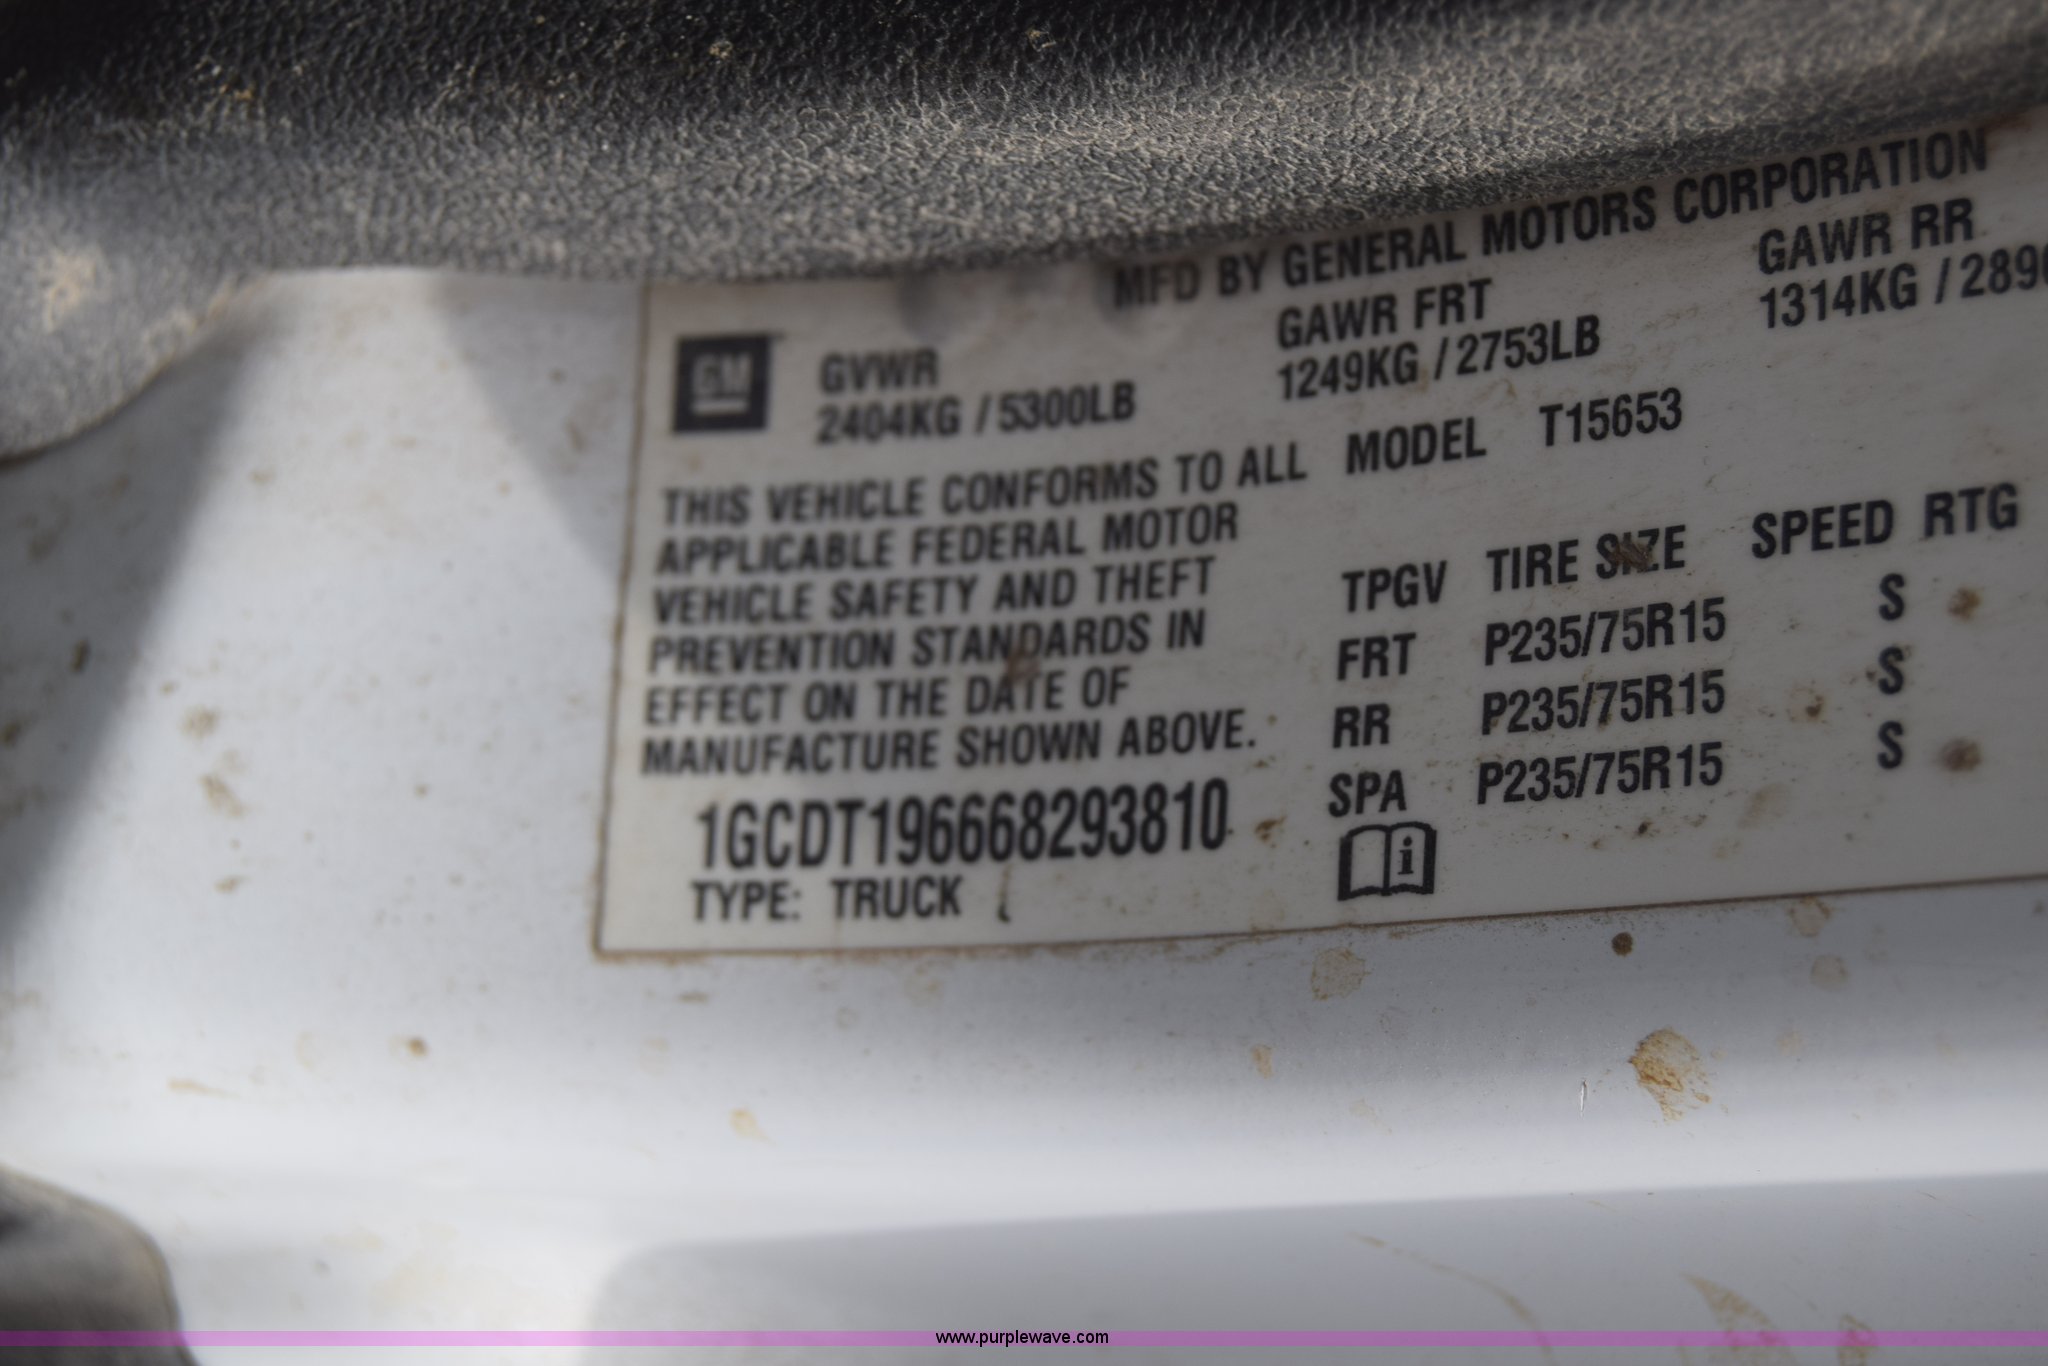 MFD BY GENERAL MOTORS CORPORATION
GM
GVWR
2404KG / 5300LB
GAWR FRT
1249KG / 2753LB
GAWR RR
1314KG / 289
THIS VEHICLE CONFORMS TO ALL
APPLICABLE FEDERAL MOTOR
VEHICLE SAFETY AND THEFT
PREVENTION STANDARDS IN
EFFECT ON THE DATE OF
MANUFACTURE SHOWN ABOVE.
1GCDT196668293810
TYPE: TRUCK
MODEL T15653
TPGV TIRE SIZE SPEED RTG
FRT P235/75R15 S
RR P235/75R15 S
SPA P235/75R15 S
i
www.purplewave.com